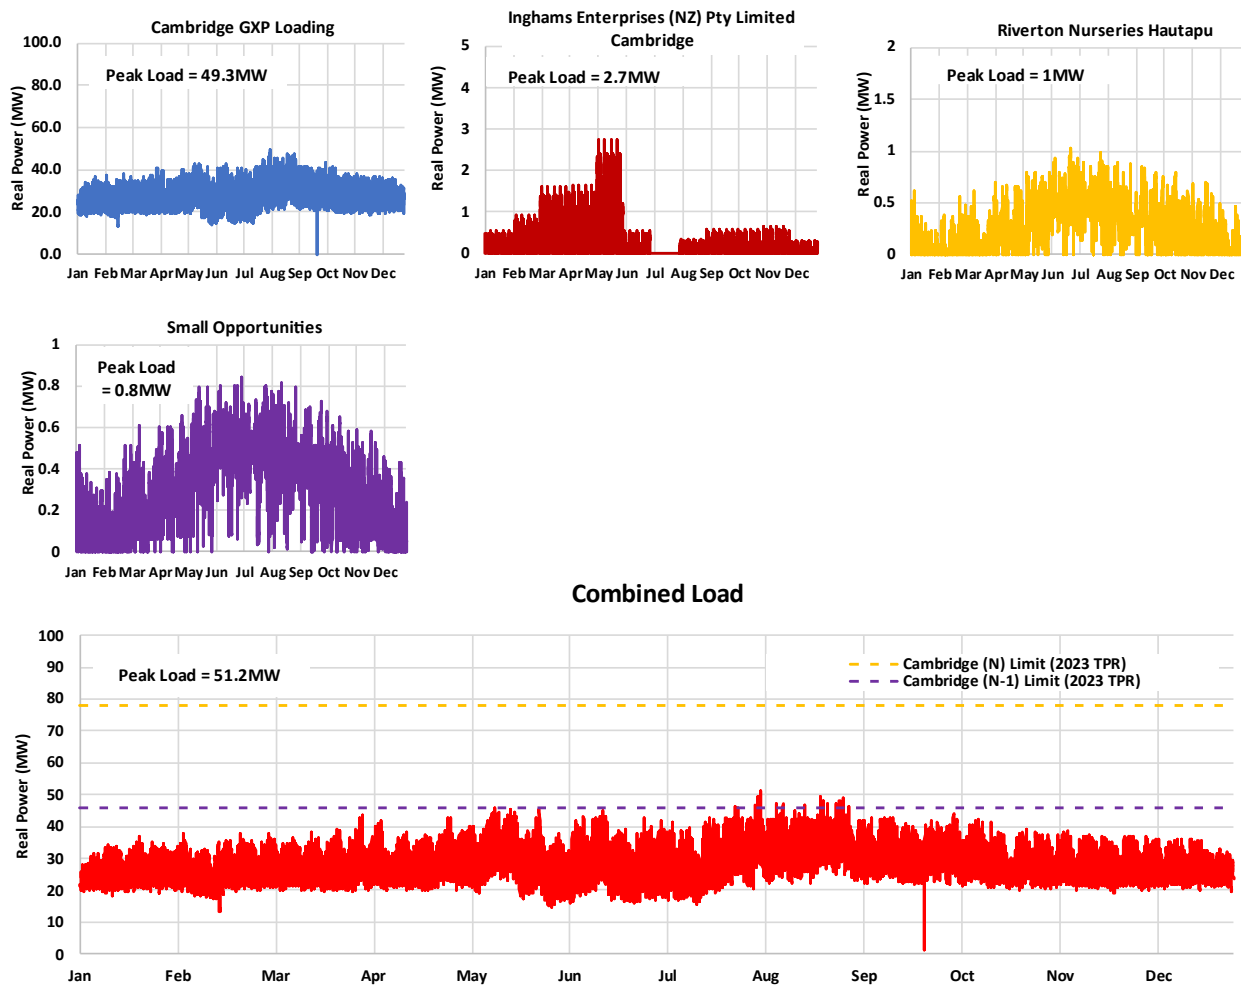 Cambridge GXP Loading
100.0
80.0
60.0
40.0
20.0
0.0
Real Power (MW)
Peak Load = 49.3MW
Jan Feb Mar Apr May Jun Jul Aug Sep Oct Nov Dec
Inghams Enterprises (NZ) Pty Limited
Cambridge
5
4
3
2
1
0
Real Power (MW)
Peak Load = 2.7MW
Jan Feb Mar Apr May Jun Jul Aug Sep Oct Nov Dec
Riverton Nurseries Hautapu
2
1.5
1
0.5
0
Real Power (MW)
Peak Load = 1MW
Jan Feb Mar Apr May Jun Jul Aug Sep Oct Nov Dec
Small Opportunities
1
0.8
0.6
0.4
0.2
0
Real Power (MW)
Peak Load
= 0.8MW
Jan Feb Mar Apr May Jun Jul Aug Sep Oct Nov Dec
Combined Load
100
90
80
70
60
50
40
30
20
10
0
Real Power (MW)
Peak Load = 51.2MW
Cambridge (N) Limit (2023 TPR)
Cambridge (N-1) Limit (2023 TPR)
Jan Feb Mar Apr May Jun Jul Aug Sep Oct Nov Dec